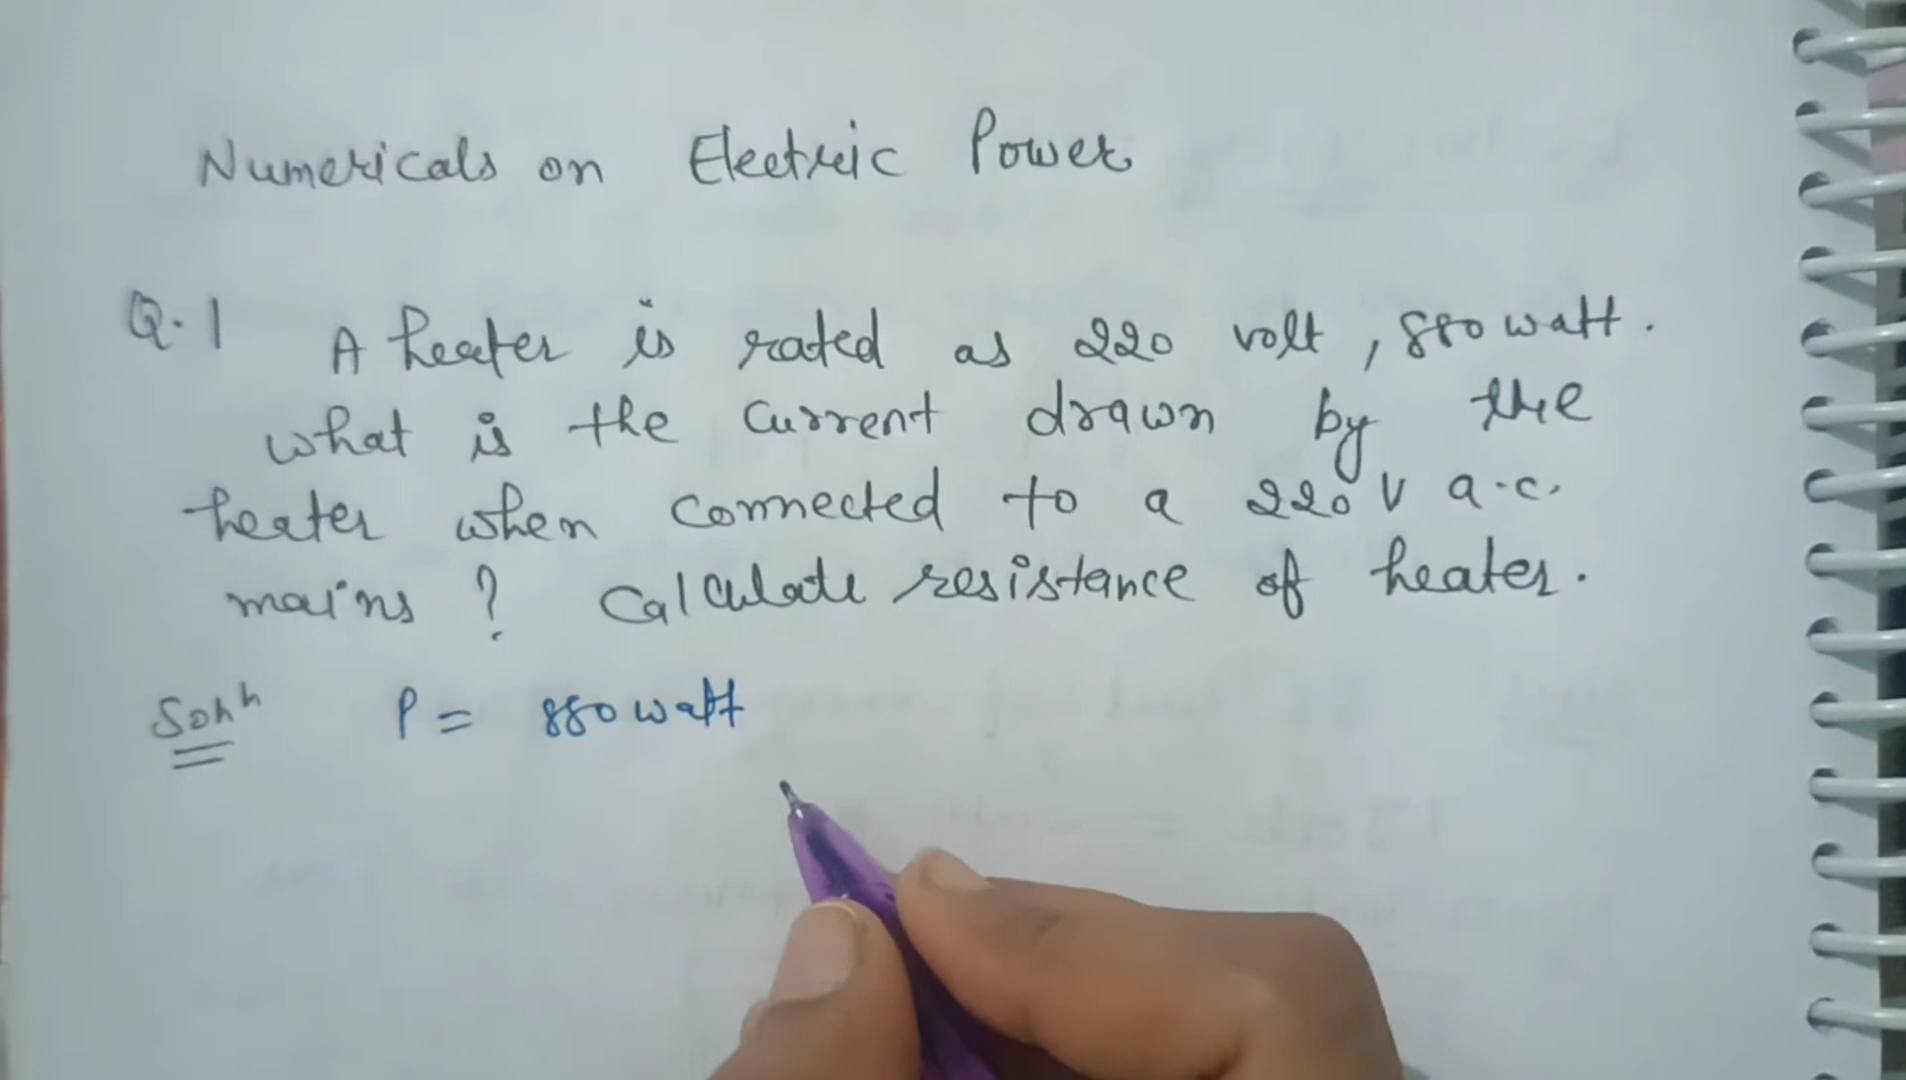 Numericals on Electric Power
Q.1 A heater is rated as 220 volt, 880 watt.
what is the current drawn by the
heater when connected to a 220 V a.c.
mains ? Calculate resistance of heater.
Solⁿ P = 880 watt